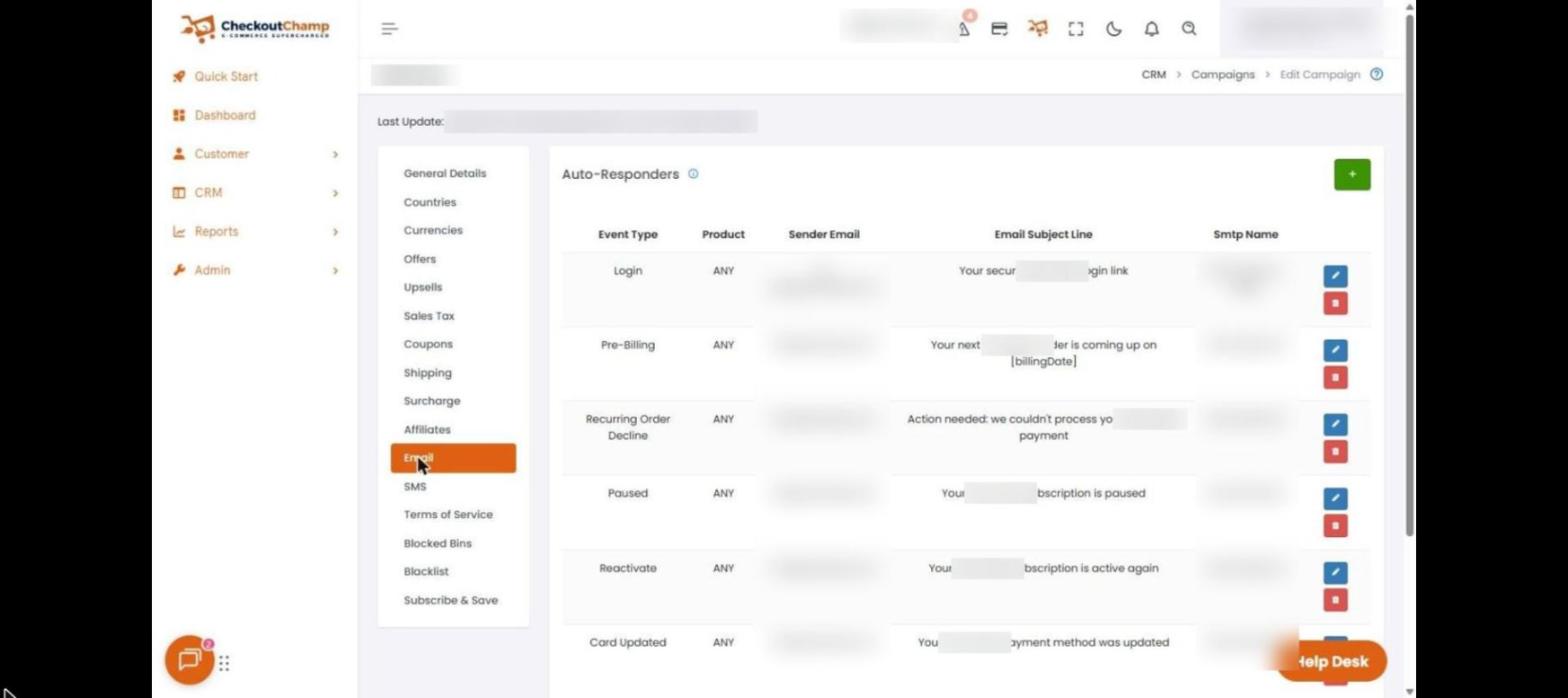 CheckoutChamp
E-COMMERCE SUPERCHARGED
4
Quick Start
Dashboard
Customer
CRM
Reports
Admin
CRM > Campaigns > Edit Campaign
Last Update:
General Details
Countries
Currencies
Offers
Upsells
Sales Tax
Coupons
Shipping
Surcharge
Affiliates
Email
SMS
Terms of Service
Blocked Bins
Blacklist
Subscribe & Save
Auto-Responders
+
Event Type Product Sender Email Email Subject Line Smtp Name
Login ANY Your secur ogin link
Pre-Billing ANY Your next der is coming up on
[billingDate]
Recurring Order ANY Action needed: we couldn't process yo
Decline payment
Paused ANY Your bscription is paused
Reactivate ANY Your bscription is active again
Card Updated ANY You ayment method was updated
2
Help Desk